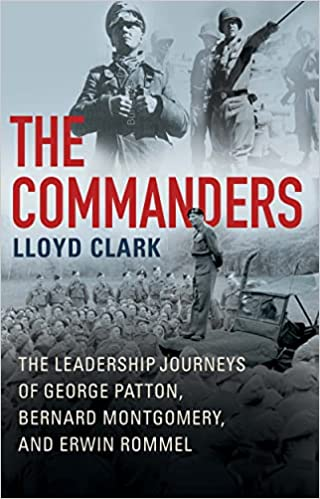 THE
COMMANDERS
LLOYD CLARK
THE LEADERSHIP JOURNEYS
OF GEORGE PATTON,
BERNARD MONTGOMERY,
AND ERWIN ROMMEL